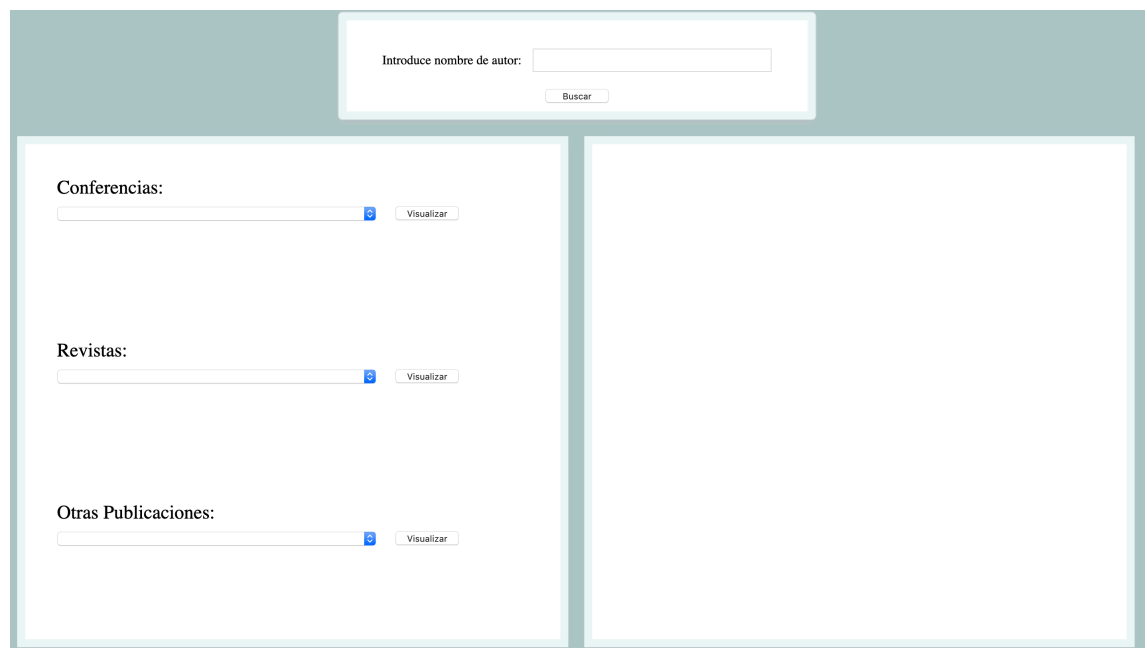 Introduce nombre de autor:
Buscar
Conferencias:
Visualizar
Revistas:
Visualizar
Otras Publicaciones:
Visualizar